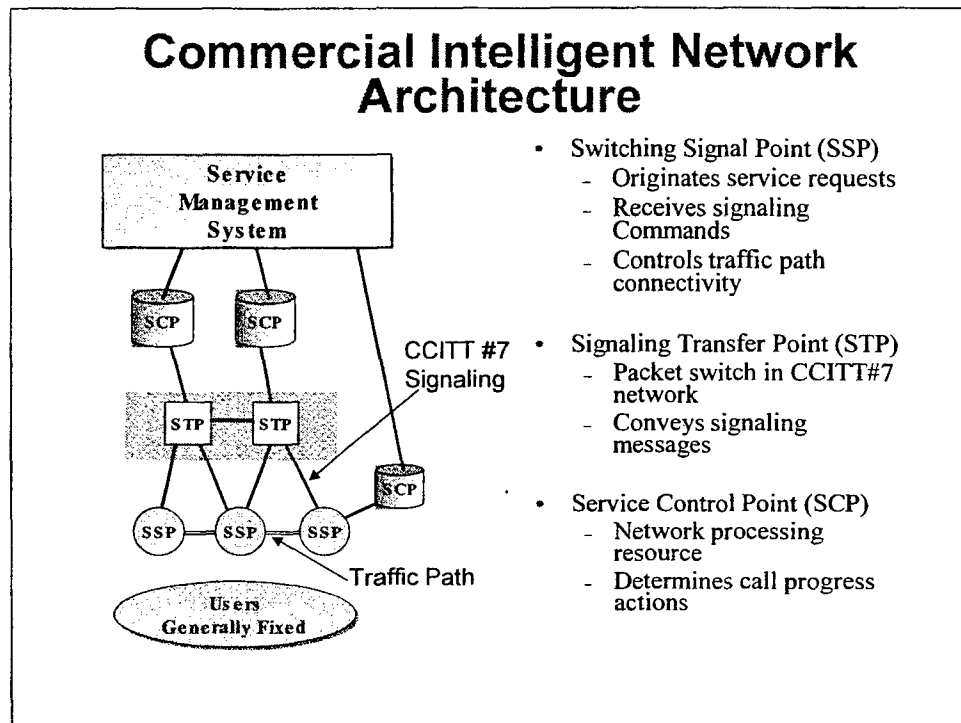 Commercial Intelligent Network
Architecture
Service
Management
System
SCP
SCP
CCITT #7
Signaling
STP
STP
SCP
SSP
SSP
SSP
Traffic Path
Users
Generally Fixed
• Switching Signal Point (SSP)
- Originates service requests
- Receives signaling
Commands
- Controls traffic path
connectivity
• Signaling Transfer Point (STP)
- Packet switch in CCITT#7
network
- Conveys signaling
messages
• Service Control Point (SCP)
- Network processing
resource
- Determines call progress
actions